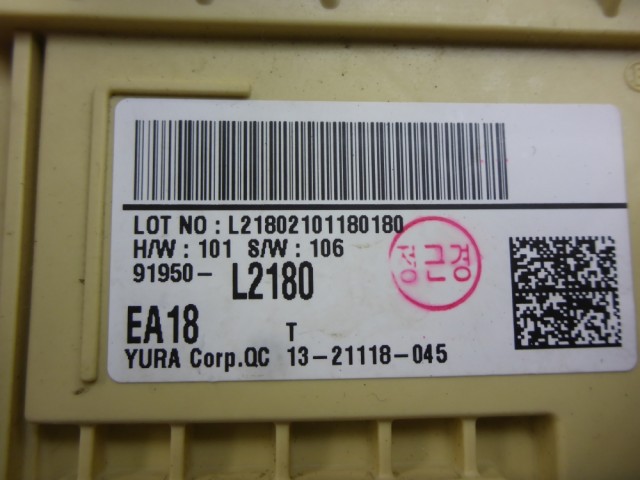 LOT NO : L21802101180180
H/W : 101 S/W : 106
91950- L2180
정근경
EA18 T
YURA Corp.QC 13-21118-045